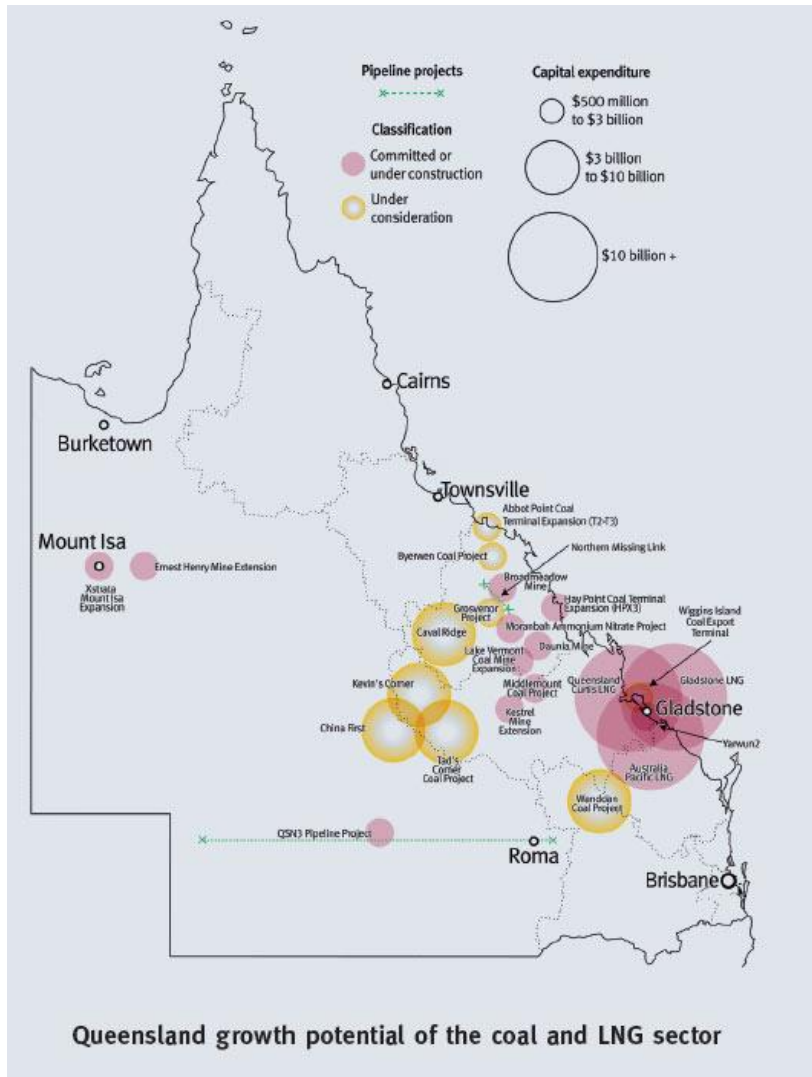 Pipeline projects
Classification
Committed or
under construction
Under
consideration
Capital expenditure
$500 million
to $3 billion
$3 billion
to $10 billion
$10 billion +
Cairns
Burketown
Townsville
Abbot Point Coal
Terminal Expansion (T2-T3)
Mount Isa
Xstrata
Mount Isa
Expansion
Ernest Henry Mine Extension
Byerwen Coal Project
Northern Missing Link
Broadmeadow
Mine
Grosvenor
Project
Hay Point Coal Terminal
Expansion (HPX3)
Wiggins Island
Coal Export
Terminal
Caval Ridge
Moranbah Ammonium Nitrate Project
Daunia Mine
Lake Vermont
Coal Mine
Expansion
Kevin's Corner
Middlemount
Coal Project
Queensland
Curtis LNG
Gladstone LNG
Gladstone
Kestrel
Mine
Extension
China First
Tad's
Corner
Coal Project
Yarwun2
Australia
Pacific LNG
Wandoan
Coal Project
QSN3 Pipeline Project
Roma
Brisbane
Queensland growth potential of the coal and LNG sector